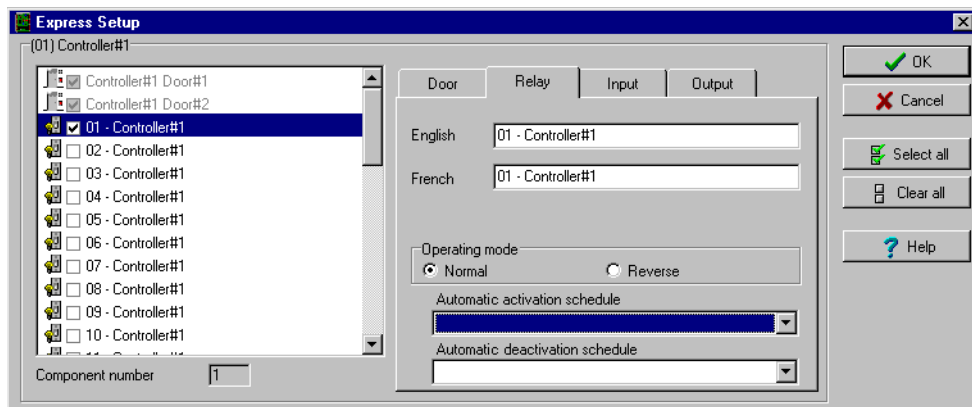 Express Setup
(01) Controller#1
Controller#1 Door#1
Controller#1 Door#2
01 - Controller#1
02 - Controller#1
03 - Controller#1
04 - Controller#1
05 - Controller#1
06 - Controller#1
07 - Controller#1
08 - Controller#1
09 - Controller#1
10 - Controller#1
Component number 1
Door Relay Input Output
English 01 - Controller#1
French 01 - Controller#1
Operating mode
Normal Reverse
Automatic activation schedule
Automatic deactivation schedule
OK
Cancel
Select all
Clear all
Help